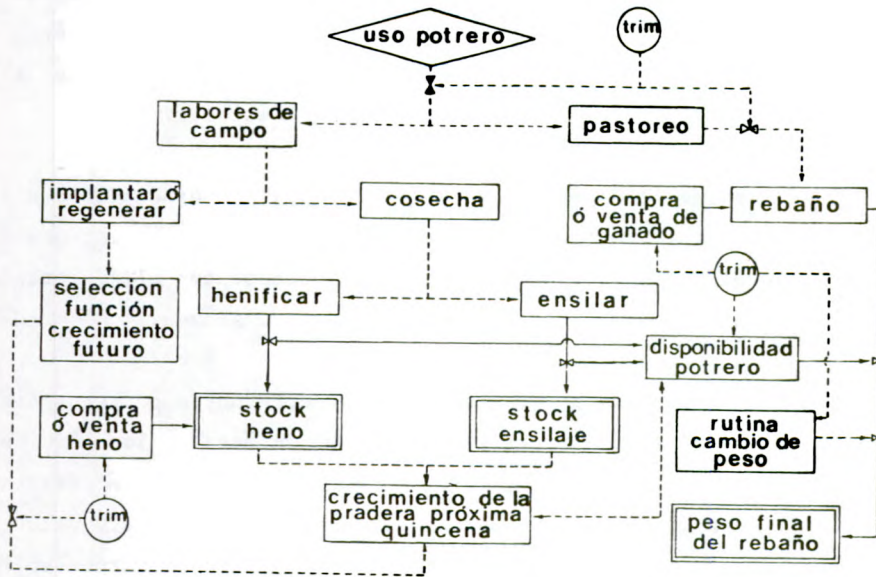 uso potrero
trim
labores de
campo
pastoreo
implantar ó
regenerar
cosecha
compra
ó venta de
ganado
rebaño
trim
seleccion
función
crecimiento
futuro
henificar
ensilar
disponibilidad
potrero
compra
ó venta
heno
stock
heno
stock
ensilaje
rutina
cambio de
peso
trim
crecimiento de la
pradera próxima
quincena
peso final
del rebaño